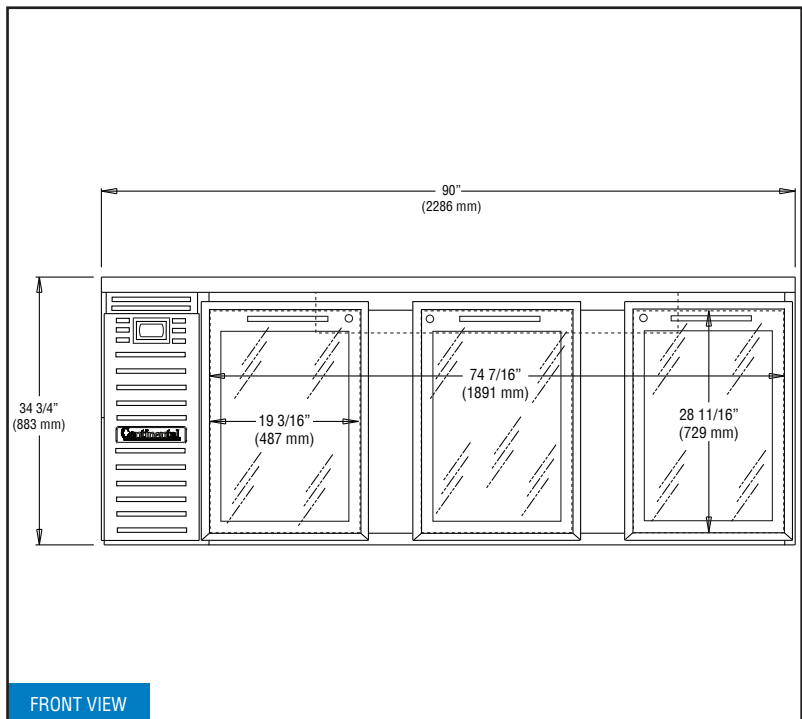 90”
(2286 mm)
34 3/4”
(883 mm)
74 7/16”
(1891 mm)
19 3/16”
(487 mm)
28 11/16”
(729 mm)
Continental
FRONT VIEW